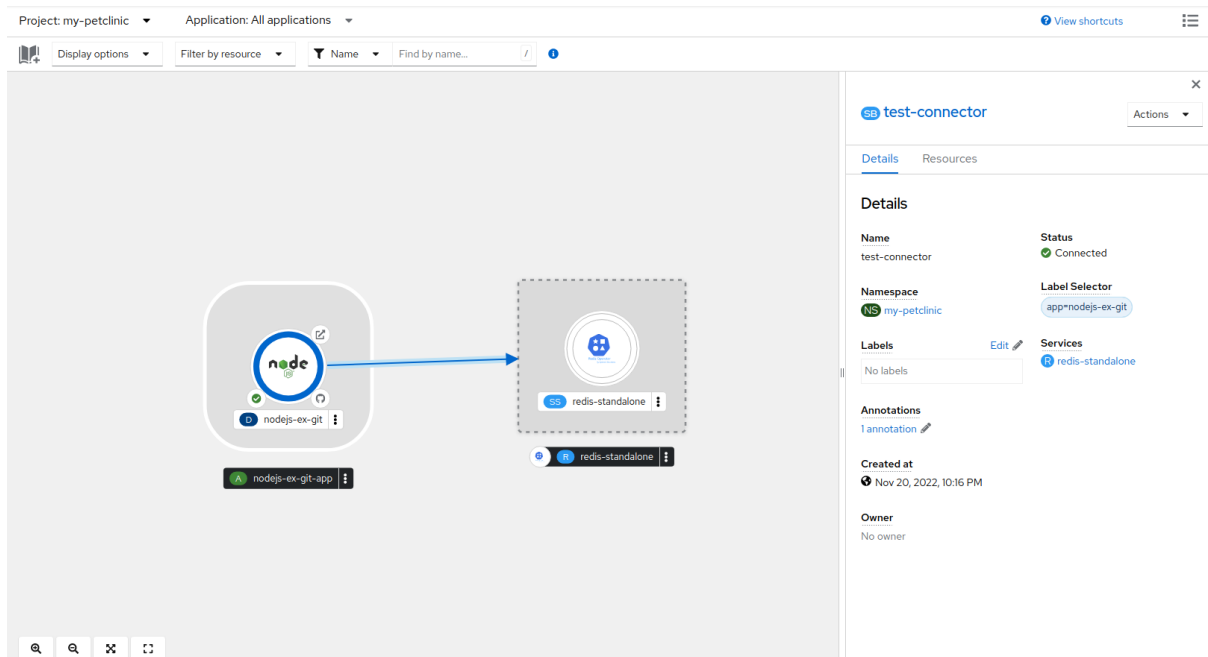 Project: my-petclinic
Application: All applications
View shortcuts
Display options
Filter by resource
Name
Find by name...
/
SB test-connector
Actions
Details
Resources
Details
Name
test-connector
Status
Connected
Namespace
NS my-petclinic
Label Selector
app=nodejs-ex-git
Labels
Edit
No labels
Services
R redis-standalone
Annotations
1 annotation
Created at
Nov 20, 2022, 10:16 PM
Owner
No owner
node
JS
D nodejs-ex-git
A nodejs-ex-git-app
SS redis-standalone
R redis-standalone